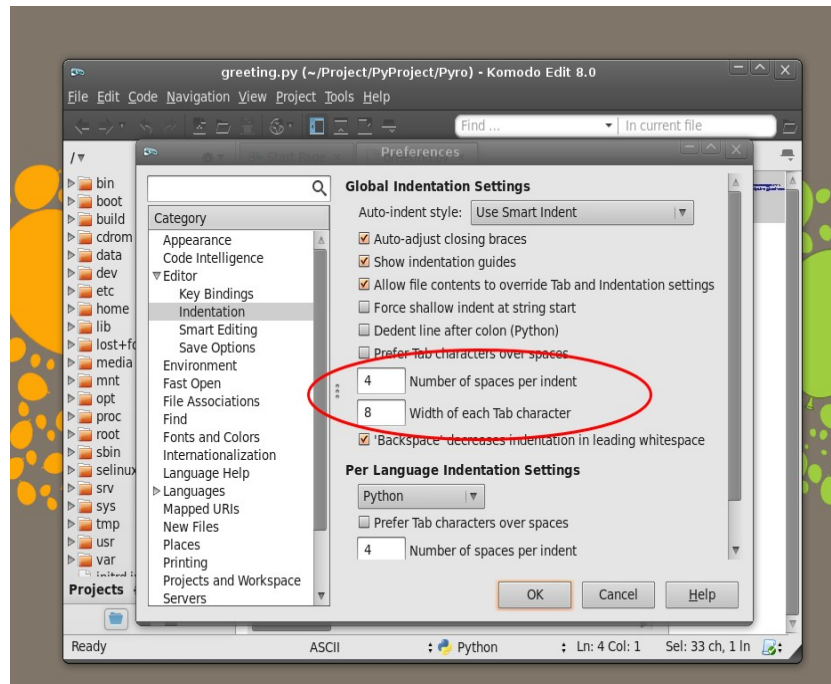 greeting.py (~/Project/PyProject/Pyro) - Komodo Edit 8.0
File Edit Code Navigation View Project Tools Help
Find ...
In current file
/
Preferences
bin
boot
build
cdrom
data
dev
etc
home
lib
lost+fo
media
mnt
opt
proc
root
sbin
selinux
srv
sys
tmp
usr
var
Projects
Category
Appearance
Code Intelligence
Editor
Key Bindings
Indentation
Smart Editing
Save Options
Environment
Fast Open
File Associations
Find
Fonts and Colors
Internationalization
Language Help
Languages
Mapped URIs
New Files
Places
Printing
Projects and Workspace
Servers
Global Indentation Settings
Auto-indent style: Use Smart Indent
Auto-adjust closing braces
Show indentation guides
Allow file contents to override Tab and Indentation settings
Force shallow indent at string start
Dedent line after colon (Python)
Prefer Tab characters over spaces
4 Number of spaces per indent
8 Width of each Tab character
'Backspace' decreases indentation in leading whitespace
Per Language Indentation Settings
Python
Prefer Tab characters over spaces
4 Number of spaces per indent
OK Cancel Help
Ready ASCII Python Ln: 4 Col: 1 Sel: 33 ch, 1 ln